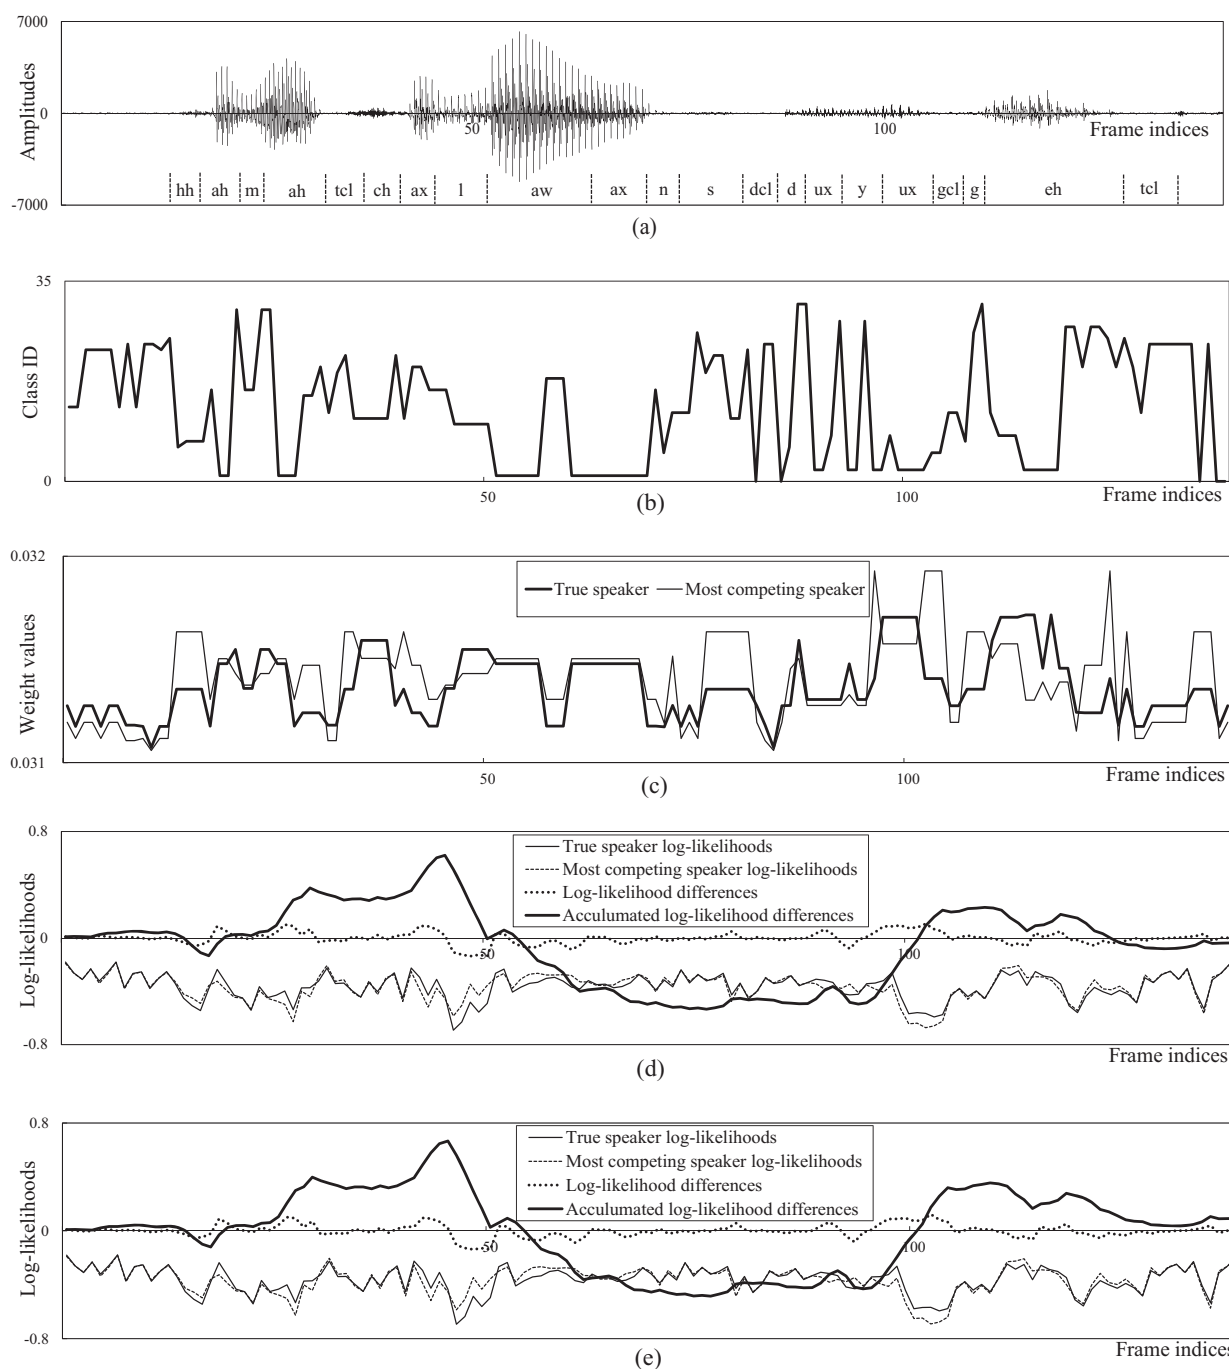 7000
Amplitudes
0
50
100
Frame indices
hh ah m ah tcl ch ax l aw ax n s dcl d ux y ux gcl g eh tcl
-7000
(a)
35
Class ID
0
50
100
Frame indices
(b)
0.032
True speaker Most competing speaker
Weight values
0.031
50
100
Frame indices
(c)
0.8
True speaker log-likelihoods
Most competing speaker log-likelihoods
Log-likelihood differences
Acculumated log-likelihood differences
Log-likelihoods
0
50
100
-0.8
Frame indices
(d)
0.8
True speaker log-likelihoods
Most competing speaker log-likelihoods
Log-likelihood differences
Acculumated log-likelihood differences
Log-likelihoods
0
50
100
-0.8
Frame indices
(e)